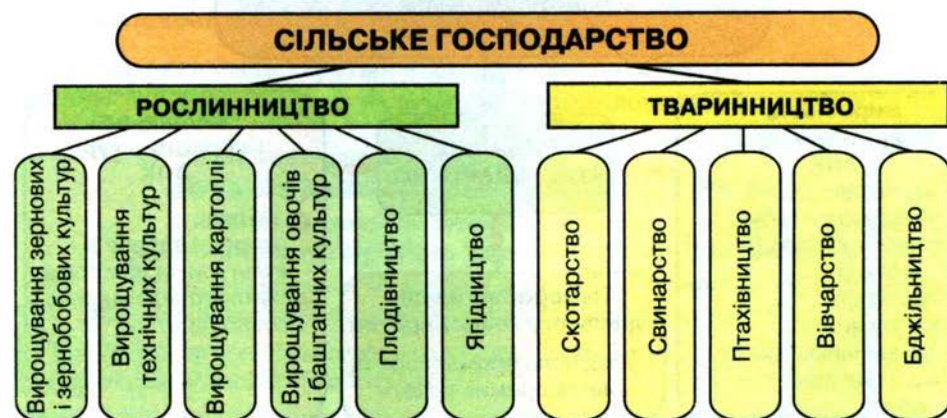 СІЛЬСЬКЕ ГОСПОДАРСТВО
РОСЛИННИЦТВО
ТВАРИННИЦТВО
Вирощування зернових
і зернобобових культур
Вирощування
технічних культур
Вирощування картоплі
Вирощування овочів
і баштанних культур
Плодівництво
Ягідництво
Скотарство
Свинарство
Птахівництво
Вівчарство
Бджільництво